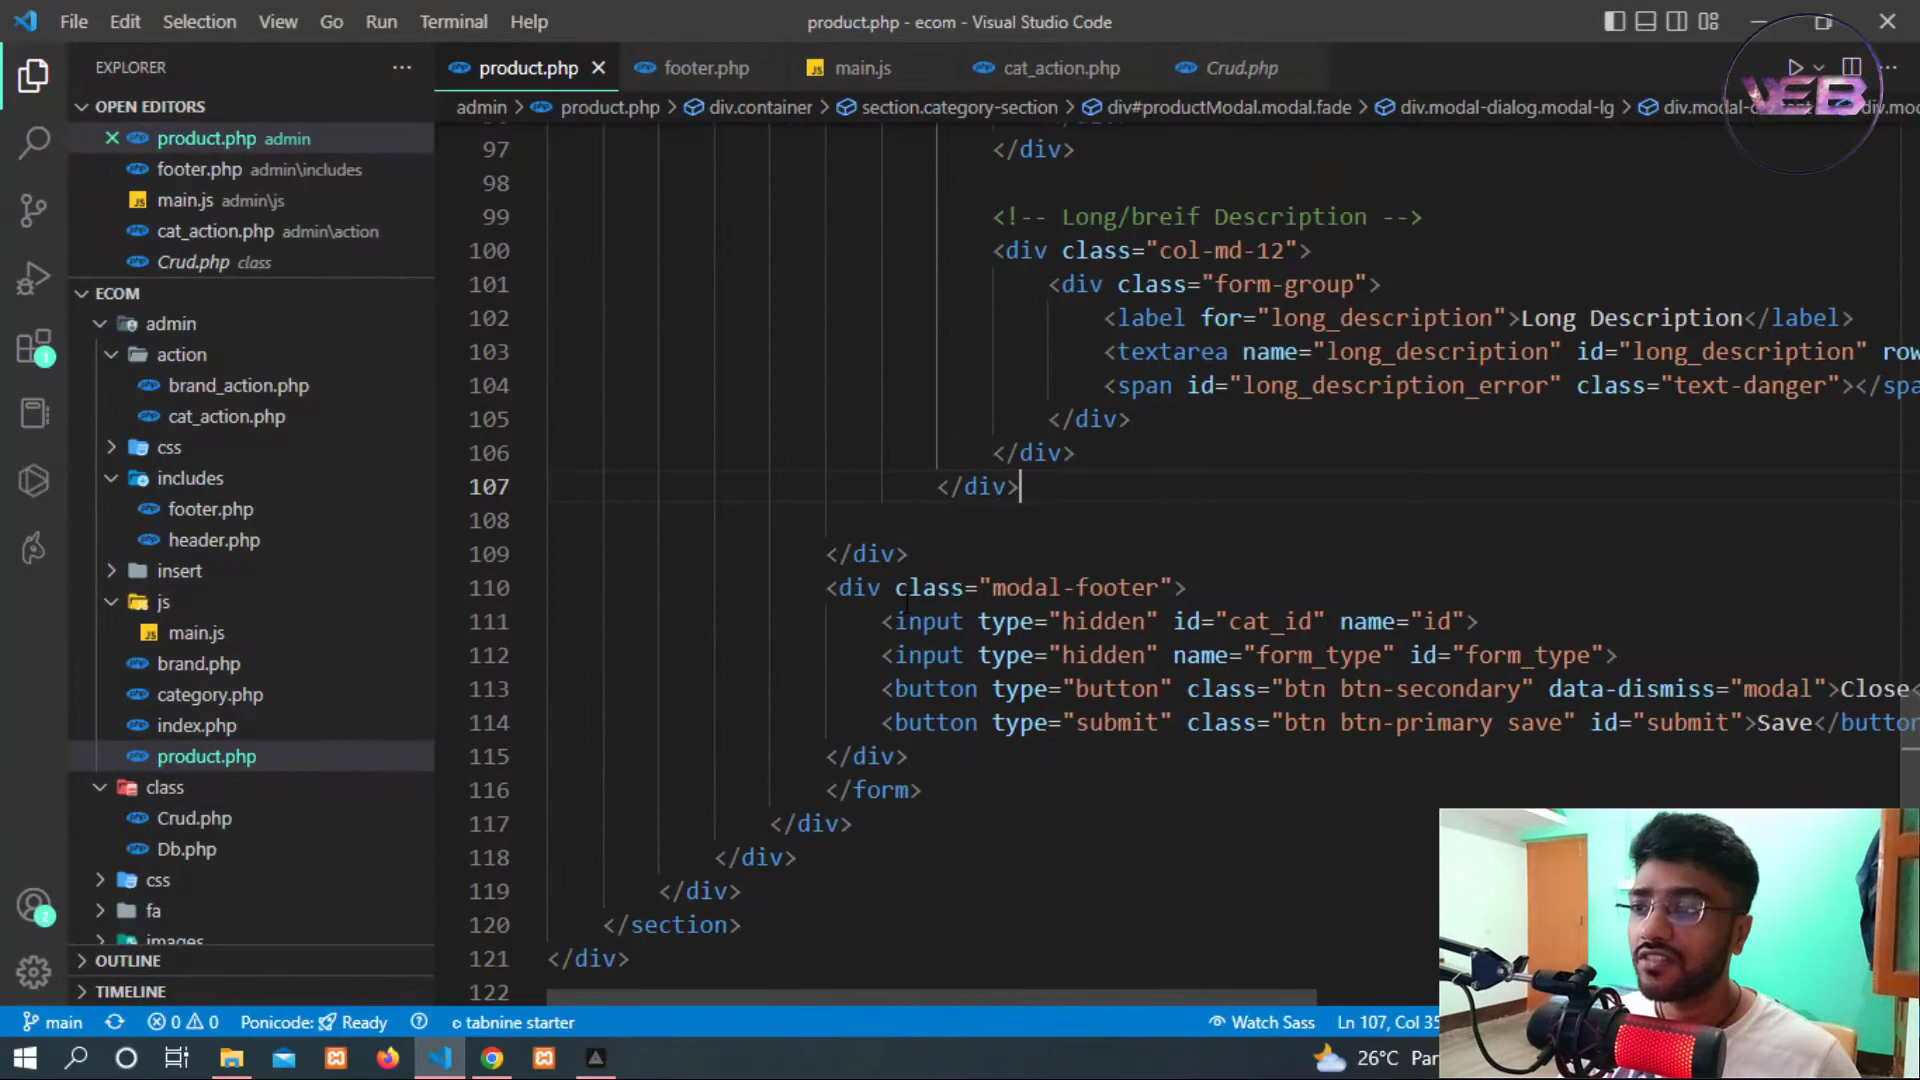 File Edit Selection View Go Run Terminal Help
product.php - ecom - Visual Studio Code
EXPLORER
product.php
footer.php
main.js
cat_action.php
Crud.php
WEB
admin > product.php > div.container > section.category-section > div#productModal.modal.fade > div.modal-dialog.modal-lg >
OPEN EDITORS
product.php admin
footer.php admin\includes
main.js admin\js
cat_action.php admin\action
Crud.php class
ECOM
admin
action
brand_action.php
cat_action.php
css
includes
footer.php
header.php
insert
js
main.js
brand.php
category.php
index.php
product.php
class
Crud.php
Db.php
css
fa
images
OUTLINE
TIMELINE
97 </div>
98
99 <!-- Long/breif Description -->
100 <div class="col-md-12">
101 <div class="form-group">
102 <label for="long_description">Long Description</label>
103 <textarea name="long_description" id="long_description" row
104 <span id="long_description_error" class="text-danger"></spa
105 </div>
106 </div>
107 </div>
108
109 </div>
110 <div class="modal-footer">
111 <input type="hidden" id="cat_id" name="id">
112 <input type="hidden" name="form_type" id="form_type">
113 <button type="button" class="btn btn-secondary" data-dismiss="modal">Close<
114 <button type="submit" class="btn btn-primary save" id="submit">Save</button
115 </div>
116 </form>
117 </div>
118 </div>
119 </div>
120 </section>
121 </div>
122
1
2
main 0 0 Ponicode: Ready tabnine starter Watch Sass Ln 107, Col 35
26°C